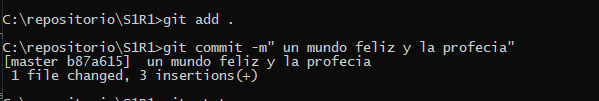 C:\repositorio\S1R1>git add .
C:\repositorio\S1R1>git commit -m" un mundo feliz y la profecia"
[master b87a615]  un mundo feliz y la profecia
 1 file changed, 3 insertions(+)